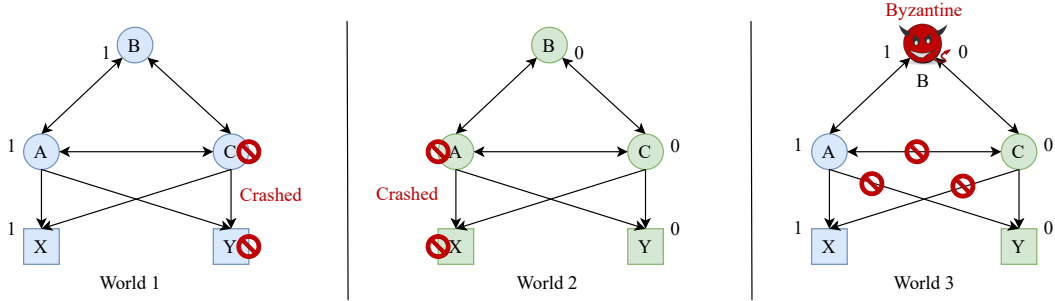 Byzantine
1 B
B 0
1 0
B
1 A C
A C 0
1 A C 0
Crashed
Crashed
1 X Y
X Y 0
1 X Y 0
World 1
World 2
World 3